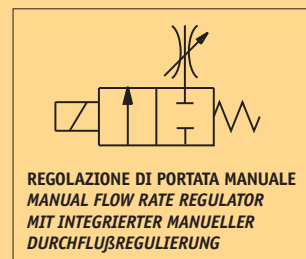 REGOLAZIONE DI PORTATA MANUALE
MANUAL FLOW RATE REGULATOR
MIT INTEGRIERTER MANUELLER
DURCHFLUßREGULIERUNG